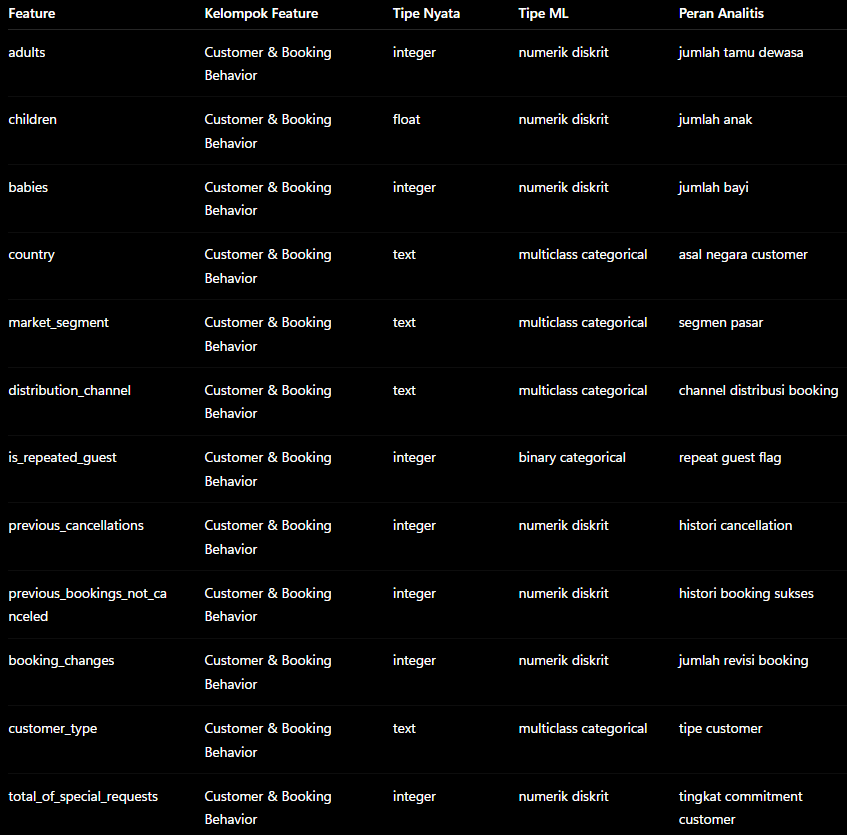 Feature Kelompok Feature Tipe Nyata Tipe ML Peran Analitis
adults Customer & Booking Behavior integer numerik diskrit jumlah tamu dewasa
children Customer & Booking Behavior float numerik diskrit jumlah anak
babies Customer & Booking Behavior integer numerik diskrit jumlah bayi
country Customer & Booking Behavior text multiclass categorical asal negara customer
market_segment Customer & Booking Behavior text multiclass categorical segmen pasar
distribution_channel Customer & Booking Behavior text multiclass categorical channel distribusi booking
is_repeated_guest Customer & Booking Behavior integer binary categorical repeat guest flag
previous_cancellations Customer & Booking Behavior integer numerik diskrit histori cancellation
previous_bookings_not_canceled Customer & Booking Behavior integer numerik diskrit histori booking sukses
booking_changes Customer & Booking Behavior integer numerik diskrit jumlah revisi booking
customer_type Customer & Booking Behavior text multiclass categorical tipe customer
total_of_special_requests Customer & Booking Behavior integer numerik diskrit tingkat commitment customer